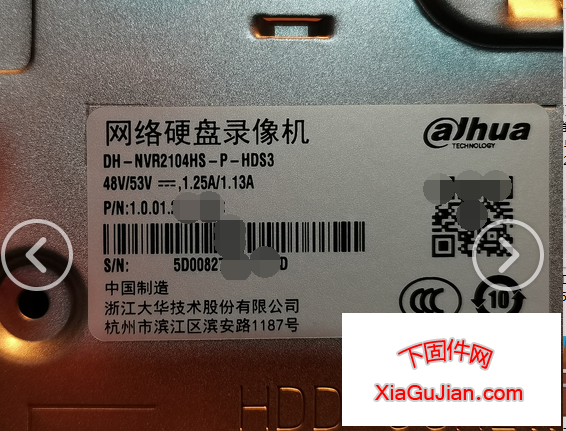 网络硬盘录像机
alhua
TECHNOLOGY
DH-NVR2104HS-P-HDS3
48V/53V ⎓,1.25A/1.13A
P/N:1.0.01.
S/N: 5D0082 D
中国制造
浙江大华技术股份有限公司
杭州市滨江区滨安路1187号
CCC
10
HDD
下固件网
XiaGuJian.com